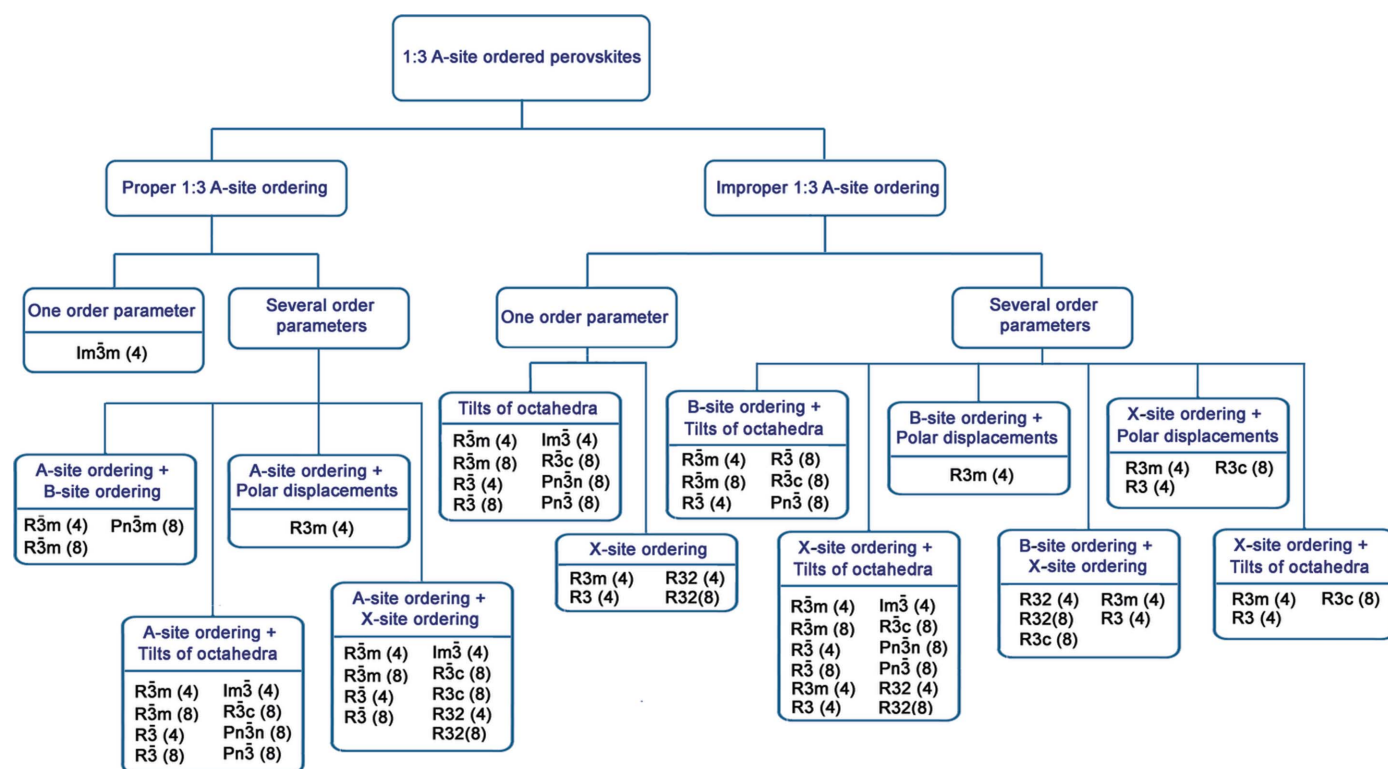 1:3 A-site ordered perovskites
Proper 1:3 A-site ordering
Improper 1:3 A-site ordering
One order parameter
Im3̄m (4)
Several order
parameters
One order parameter
Several order
parameters
A-site ordering +
B-site ordering
R3̄m (4) Pn3̄m (8)
R3̄m (8)
A-site ordering +
Tilts of octahedra
R3̄m (4) Im3̄ (4)
R3̄m (8) R3̄c (8)
R3̄ (4) Pn3̄n (8)
R3̄ (8) Pn3̄ (8)
A-site ordering +
Polar displacements
R3m (4)
A-site ordering +
X-site ordering
R3̄m (4) Im3̄ (4)
R3̄m (8) R3̄c (8)
R3̄ (4) R3c (8)
R3̄ (8) R32 (4)
R32(8)
Tilts of octahedra
R3̄m (4) Im3̄ (4)
R3̄m (8) R3̄c (8)
R3̄ (4) Pn3̄n (8)
R3̄ (8) Pn3̄ (8)
X-site ordering
R3m (4) R32 (4)
R3 (4) R32(8)
B-site ordering +
Tilts of octahedra
R3̄m (4) R3̄ (8)
R3̄m (8) R3̄c (8)
R3̄ (4) Pn3̄ (8)
X-site ordering +
Tilts of octahedra
R3̄m (4) Im3̄ (4)
R3̄m (8) R3̄c (8)
R3̄ (4) Pn3̄n (8)
R3̄ (8) Pn3̄ (8)
R3m (4) R32 (4)
R3 (4) R32(8)
B-site ordering +
Polar displacements
R3m (4)
B-site ordering +
X-site ordering
R32 (4) R3m (4)
R32(8) R3 (4)
R3c (8)
X-site ordering +
Polar displacements
R3m (4) R3c (8)
R3 (4)
X-site ordering +
Tilts of octahedra
R3m (4) R3c (8)
R3 (4)